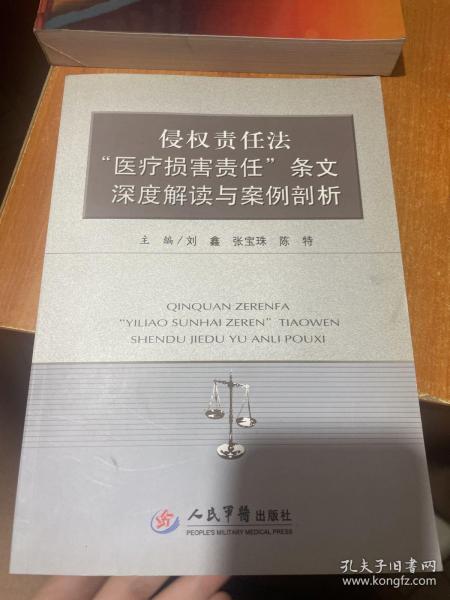 侵权责任法
“医疗损害责任”条文
深度解读与案例剖析
主 编/刘 鑫 张宝珠 陈 特
QINQUAN ZERENFA
“YILIAO SUNHAI ZEREN” TIAOWEN
SHENDU JIEDU YU ANLI POUXI
人民军医出版社
PEOPLE'S MILITARY MEDICAL PRESS
孔夫子旧书网
www.kongfz.com